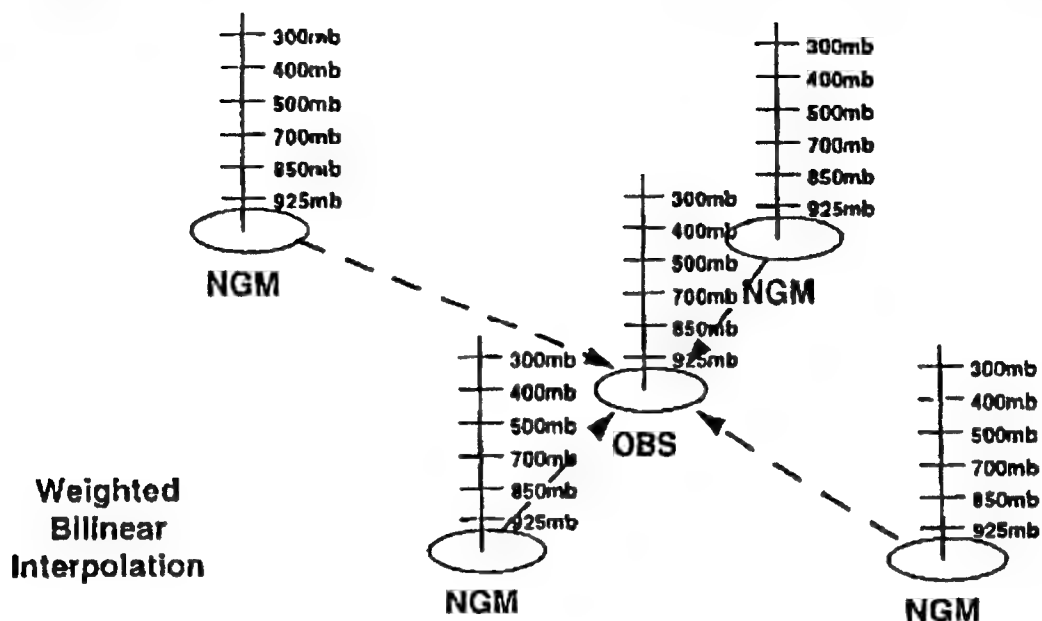 300mb
400mb
500mb
700mb
850mb
925mb
NGM
300mb
400mb
500mb
700mb
850mb
925mb
NGM
300mb
400mb
500mb
700mb
850mb
925mb
OBS
300mb
400mb
500mb
700mb
850mb
925mb
NGM
300mb
400mb
500mb
700mb
850mb
925mb
NGM
Weighted
Bilinear
Interpolation